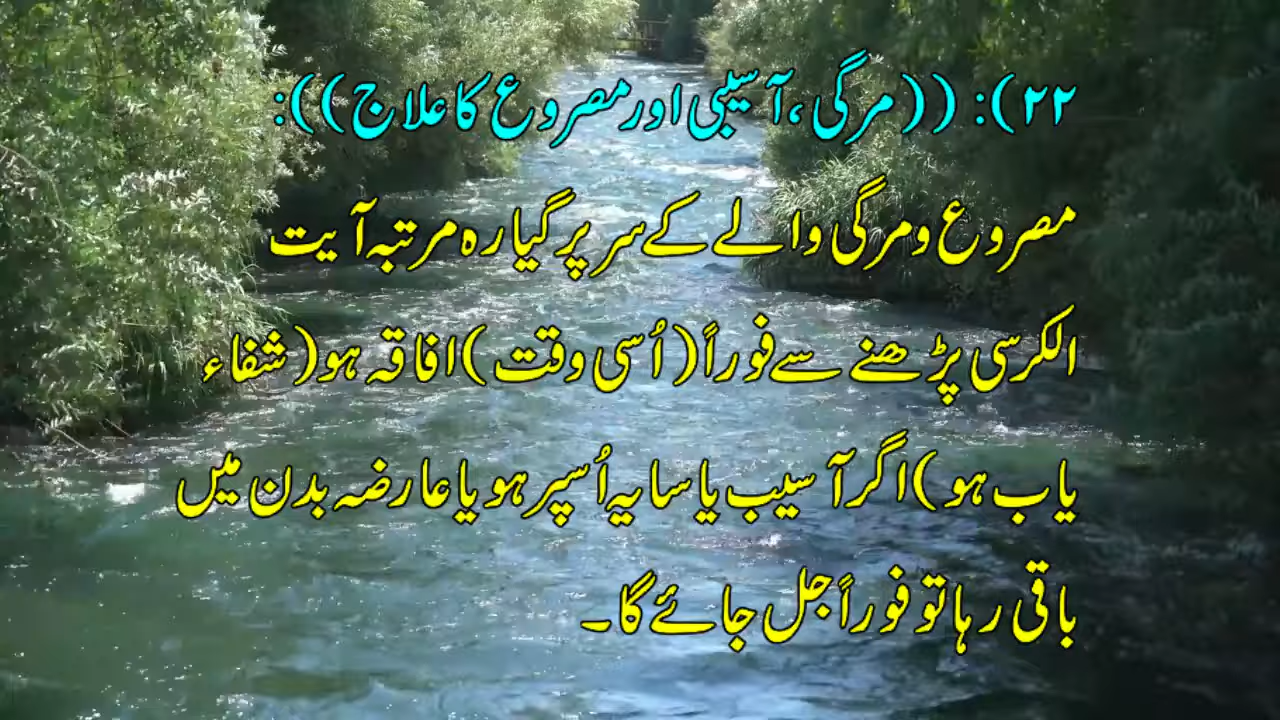 ۲۲): ((مرگی،آسیبی اور مصروع کا علاج)):
مصروع و مرگی والے کے سر پر گیارہ مرتبہ آیت
الکرسی پڑھنے سے فوراً (اُسی وقت) افاقہ ہو (شفاء
یاب ہو) اگر آسیب یا سایہ اُسپر ہو یا عارضہ بدن میں
باقی رہا تو فوراً جل جائے گا۔